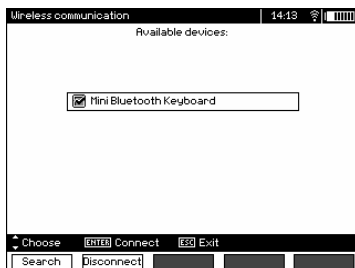 Wireless communication 14:13
Available devices:
Mini Bluetooth Keyboard
Choose ENTER Connect ESC Exit
Search Disconnect